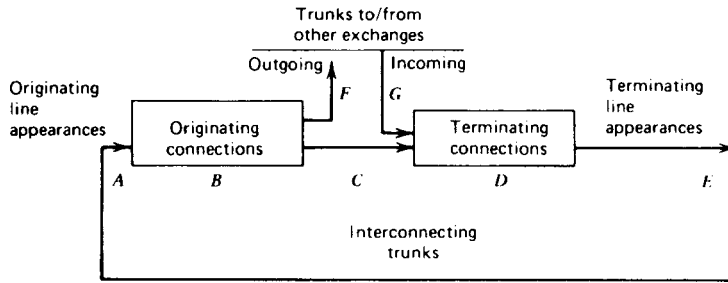 Trunks to/from
other exchanges
Outgoing
Incoming
Originating
line
appearances
F
G
Terminating
line
appearances
Originating
connections
Terminating
connections
A
B
C
D
E
Interconnecting
trunks